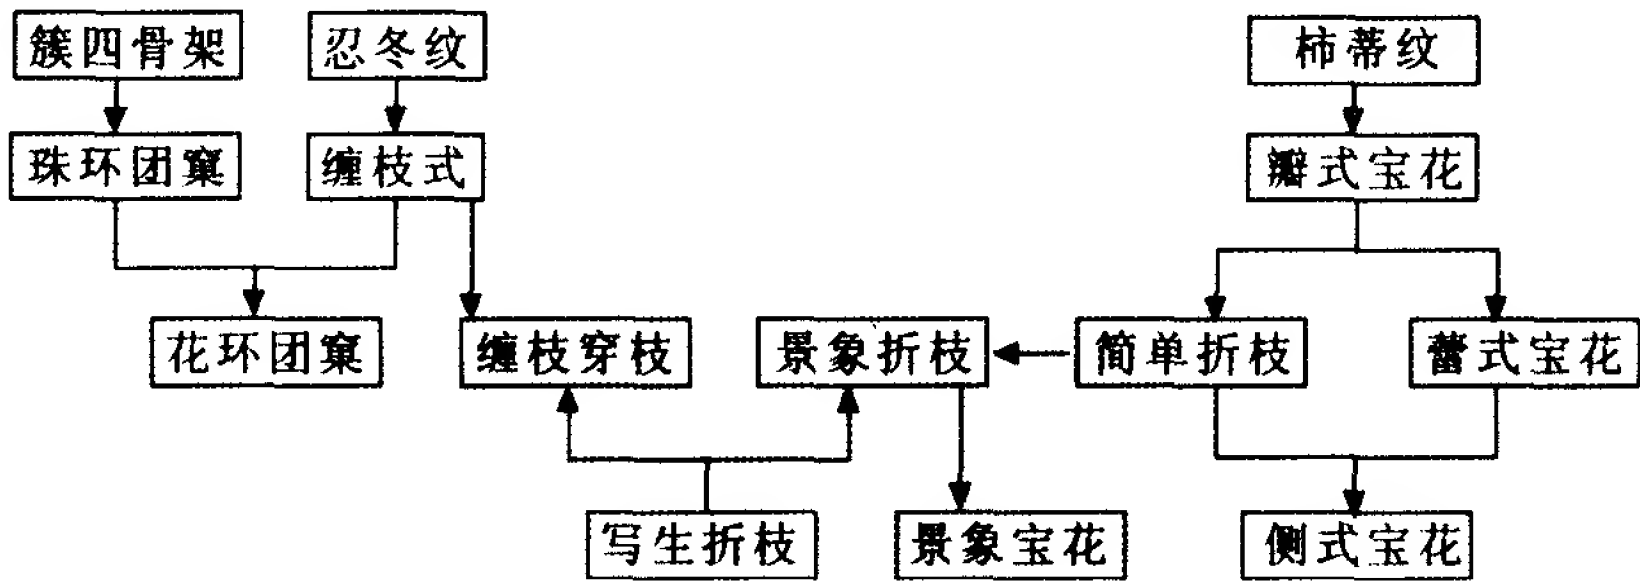 簇四骨架
忍冬纹
柿蒂纹
珠环团窠
缠枝式
瓣式宝花
花环团窠
缠枝穿枝
景象折枝
简单折枝
蕾式宝花
写生折枝
景象宝花
侧式宝花